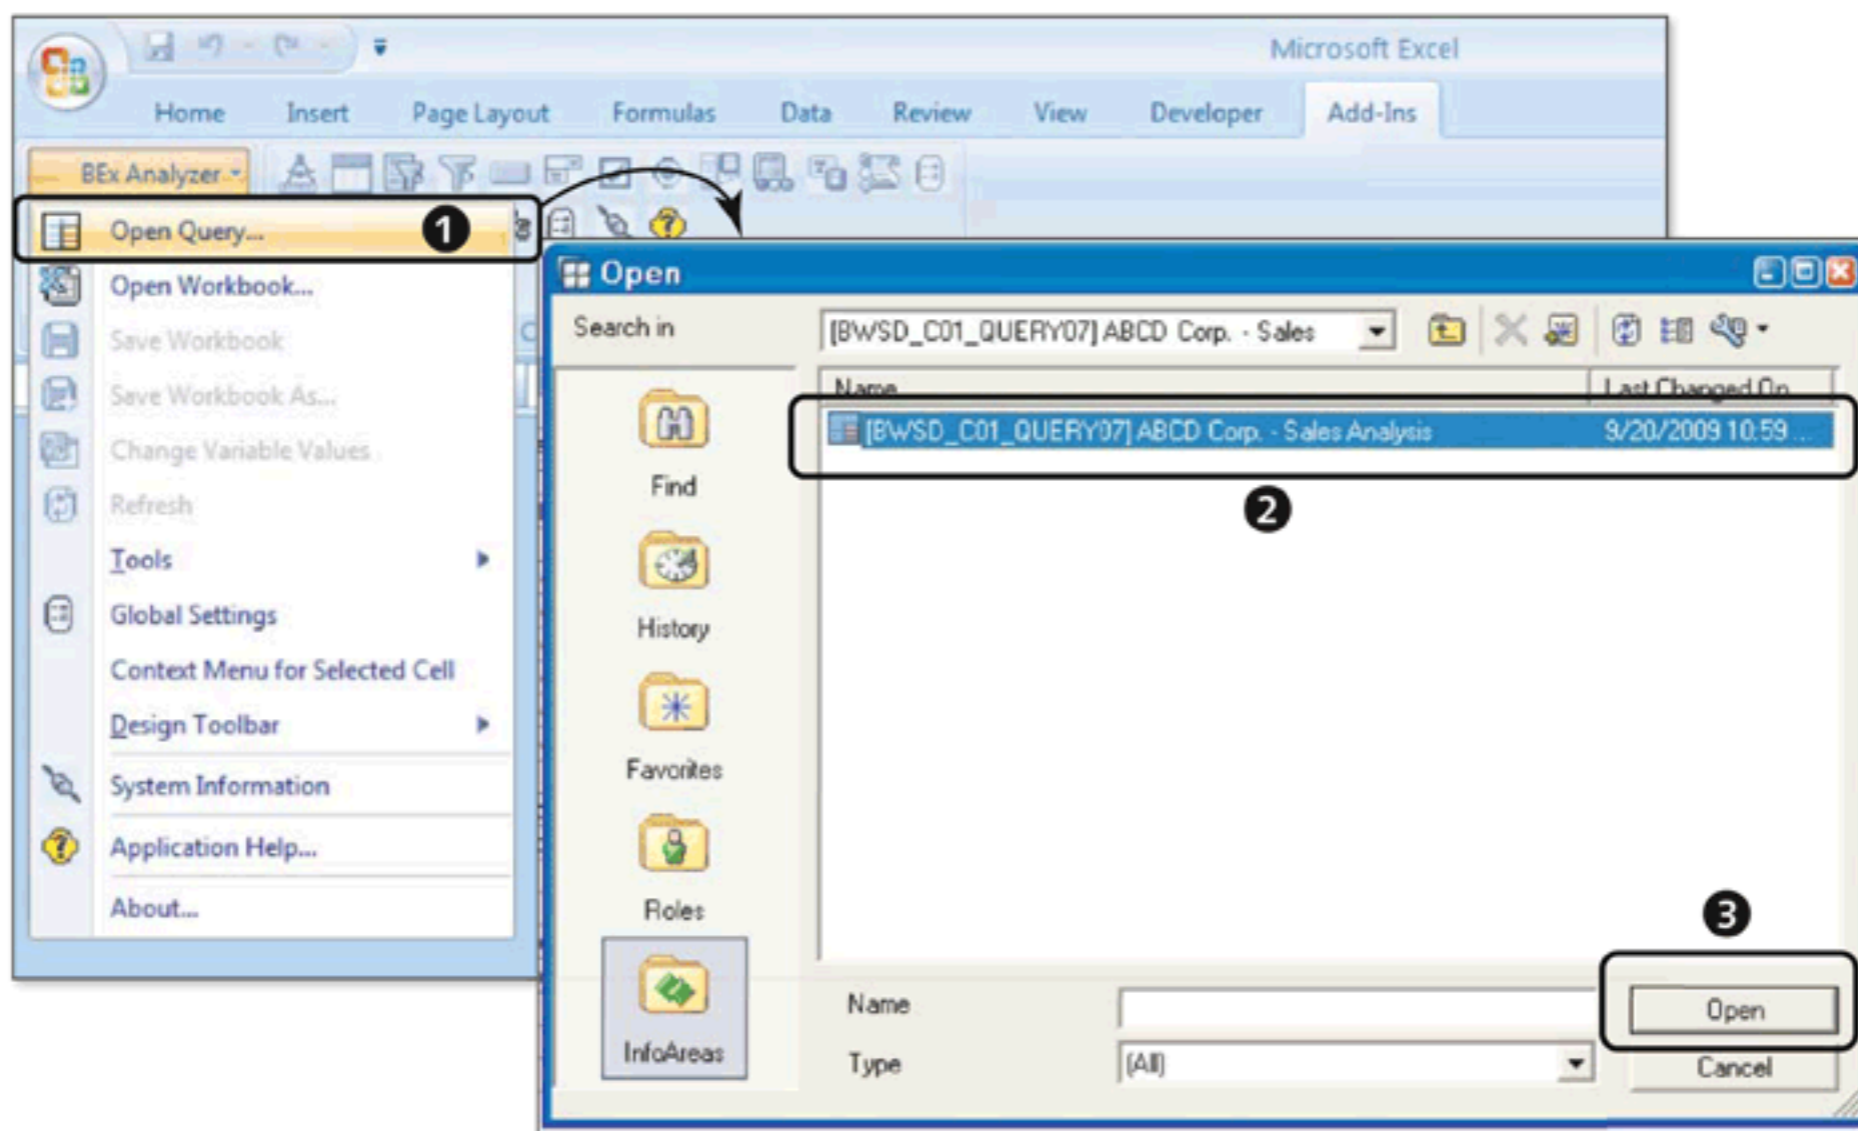 Microsoft Excel
Home Insert Page Layout Formulas Data Review View Developer Add-Ins
BEx Analyzer
Open Query...
1
Open Workbook...
Save Workbook
Save Workbook As...
Change Variable Values
Refresh
Tools
Global Settings
Context Menu for Selected Cell
Design Toolbar
System Information
Application Help...
About...
Open
Search in [BWSD_C01_QUERY07] ABCD Corp. - Sales
Name Last Changed On
[BWSD_C01_QUERY07] ABCD Corp. - Sales Analysis 9/20/2009 10:59 ...
2
Find
History
Favorites
Roles
InfoAreas
3
Name Open
Type (All) Cancel